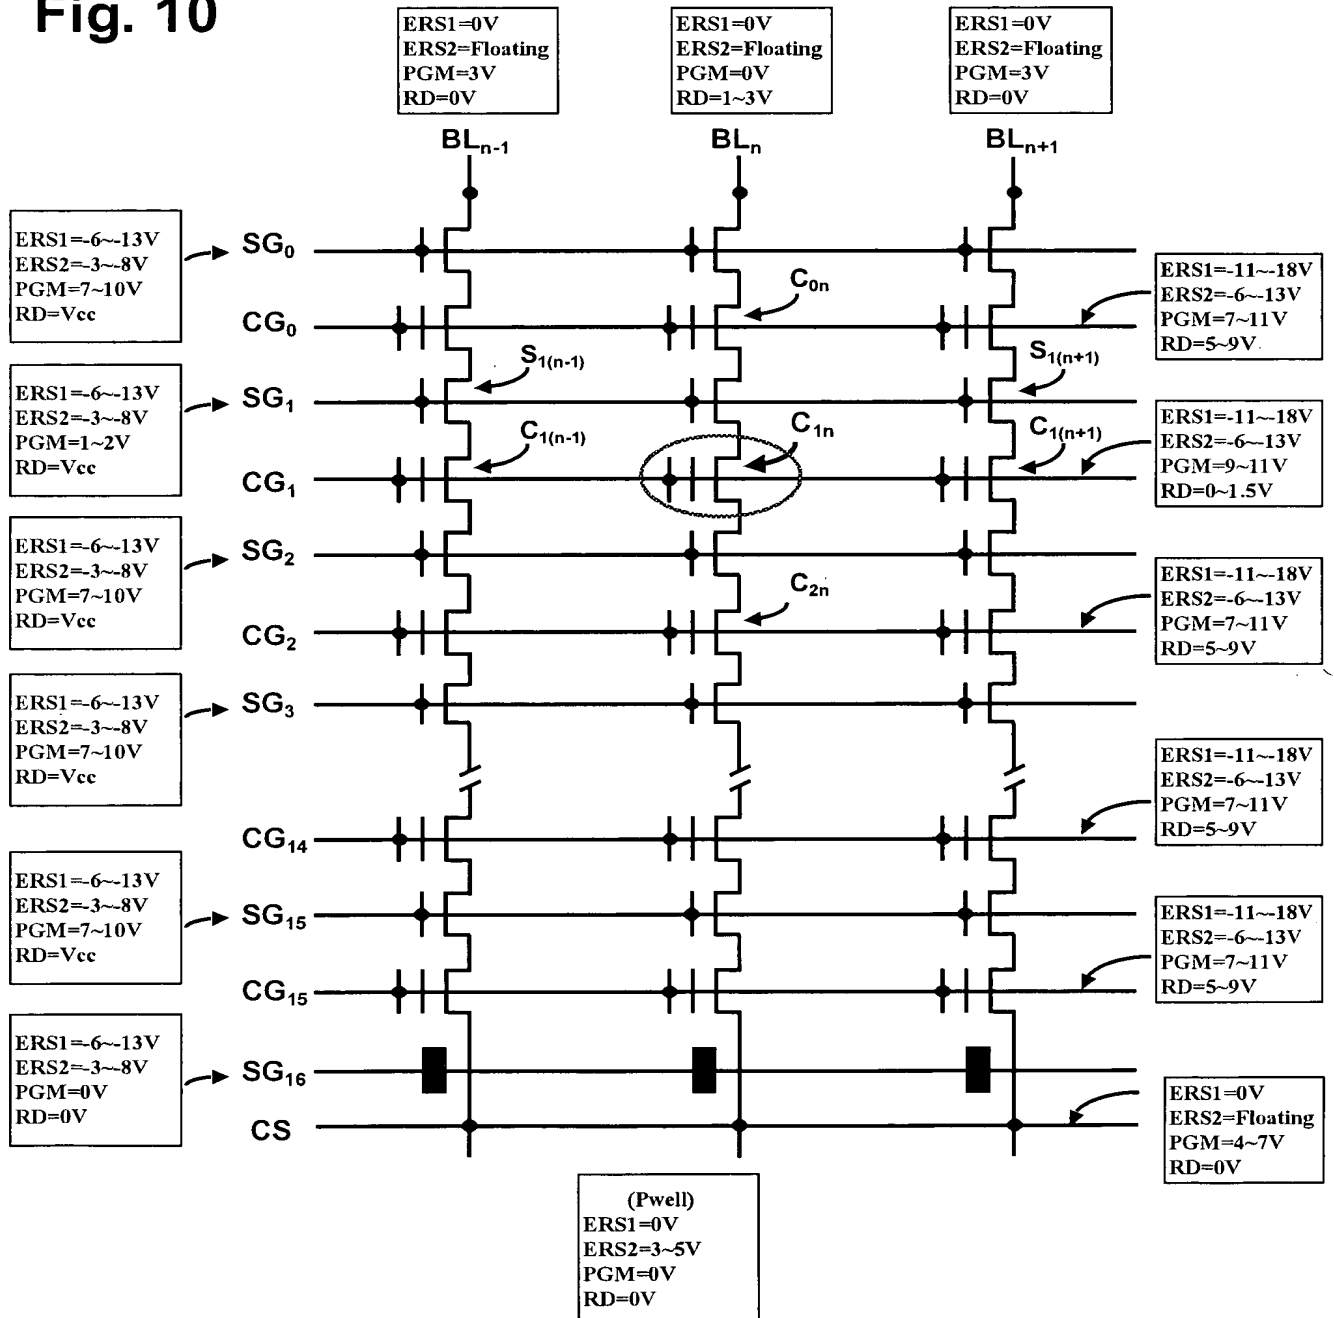 Fig. 10
ERS1=0V
ERS2=Floating
PGM=3V
RD=0V
ERS1=0V
ERS2=Floating
PGM=0V
RD=1~3V
ERS1=0V
ERS2=Floating
PGM=3V
RD=0V
BLn-1
BLn
BLn+1
ERS1=-6~-13V
ERS2=-3~-8V
PGM=7~10V
RD=Vcc
SG0
C0n
ERS1=-11~-18V
ERS2=-6~-13V
PGM=7~11V
RD=5~9V
CG0
S1(n-1)
S1(n+1)
ERS1=-6~-13V
ERS2=-3~-8V
PGM=1~2V
RD=Vcc
SG1
C1(n-1)
C1n
C1(n+1)
ERS1=-11~-18V
ERS2=-6~-13V
PGM=9~11V
RD=0~1.5V
CG1
ERS1=-6~-13V
ERS2=-3~-8V
PGM=7~10V
RD=Vcc
SG2
C2n
ERS1=-11~-18V
ERS2=-6~-13V
PGM=7~11V
RD=5~9V
CG2
ERS1=-6~-13V
ERS2=-3~-8V
PGM=7~10V
RD=Vcc
SG3
ERS1=-11~-18V
ERS2=-6~-13V
PGM=7~11V
RD=5~9V
CG14
ERS1=-6~-13V
ERS2=-3~-8V
PGM=7~10V
RD=Vcc
SG15
ERS1=-11~-18V
ERS2=-6~-13V
PGM=7~11V
RD=5~9V
CG15
ERS1=-6~-13V
ERS2=-3~-8V
PGM=0V
RD=0V
SG16
CS
ERS1=0V
ERS2=Floating
PGM=4~7V
RD=0V
(Pwell)
ERS1=0V
ERS2=3~5V
PGM=0V
RD=0V